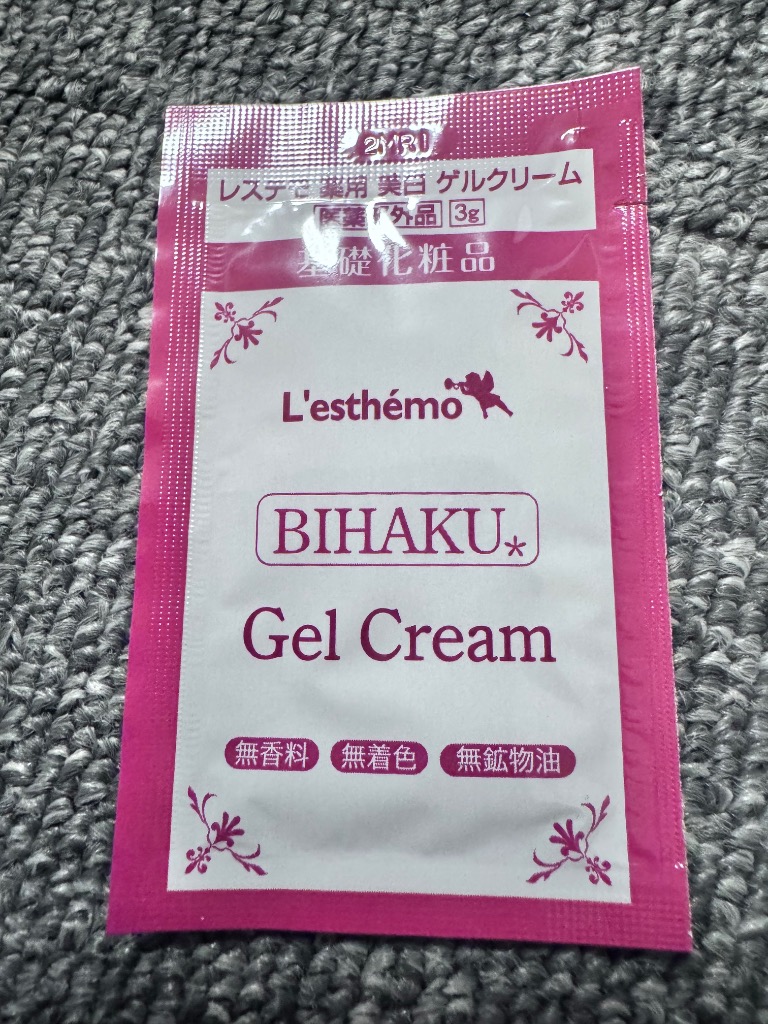 2MR1
レステモ 薬用 美白 ゲルクリーム
医薬部外品 3g
基礎化粧品
L'esthémo
BIHAKU*
Gel Cream
無香料 無着色 無鉱物油